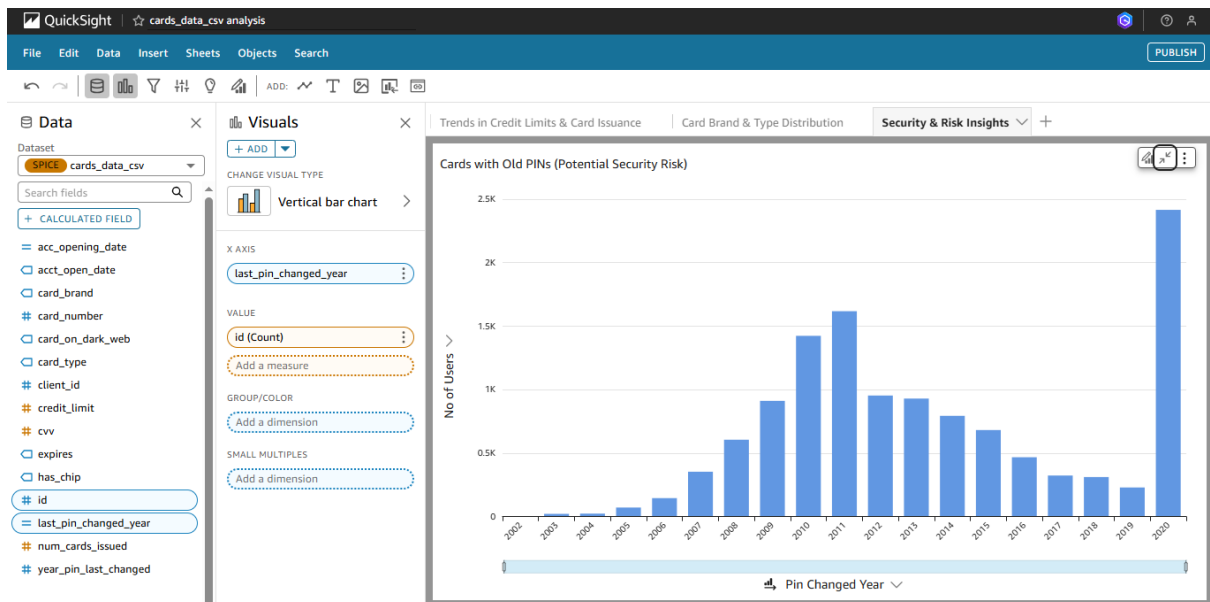 QuickSight
cards_data_csv analysis
File Edit Data Insert Sheets Objects Search
PUBLISH
ADD:
Data
Dataset
SPICE cards_data_csv
Search fields
+ CALCULATED FIELD
acc_opening_date
acct_open_date
card_brand
# card_number
card_on_dark_web
card_type
# client_id
# credit_limit
# cvv
expires
has_chip
# id
last_pin_changed_year
# num_cards_issued
# year_pin_last_changed
Visuals
+ ADD
CHANGE VISUAL TYPE
Vertical bar chart
X AXIS
last_pin_changed_year
VALUE
id (Count)
Add a measure
GROUP/COLOR
Add a dimension
SMALL MULTIPLES
Add a dimension
Trends in Credit Limits & Card Issuance
Card Brand & Type Distribution
Security & Risk Insights
Cards with Old PINs (Potential Security Risk)
No of Users
2.5K
2K
1.5K
1K
0.5K
0
2002 2003 2004 2005 2006 2007 2008 2009 2010 2011 2012 2013 2014 2015 2016 2017 2018 2019 2020
Pin Changed Year